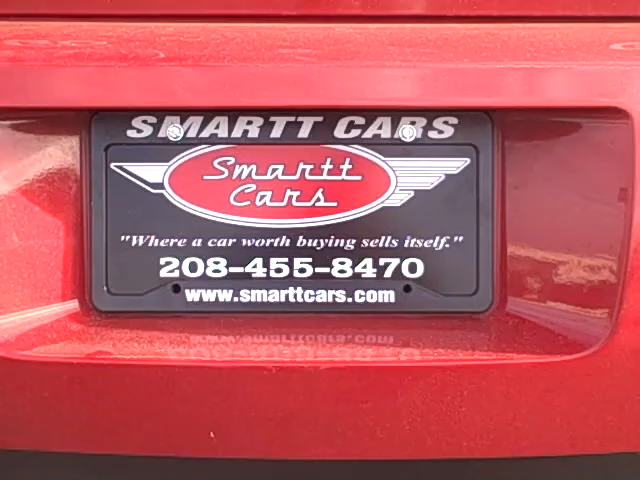 SMARTT CARS
Smartt
Cars
"Where a car worth buying sells itself."
208-455-8470
www.smarttcars.com